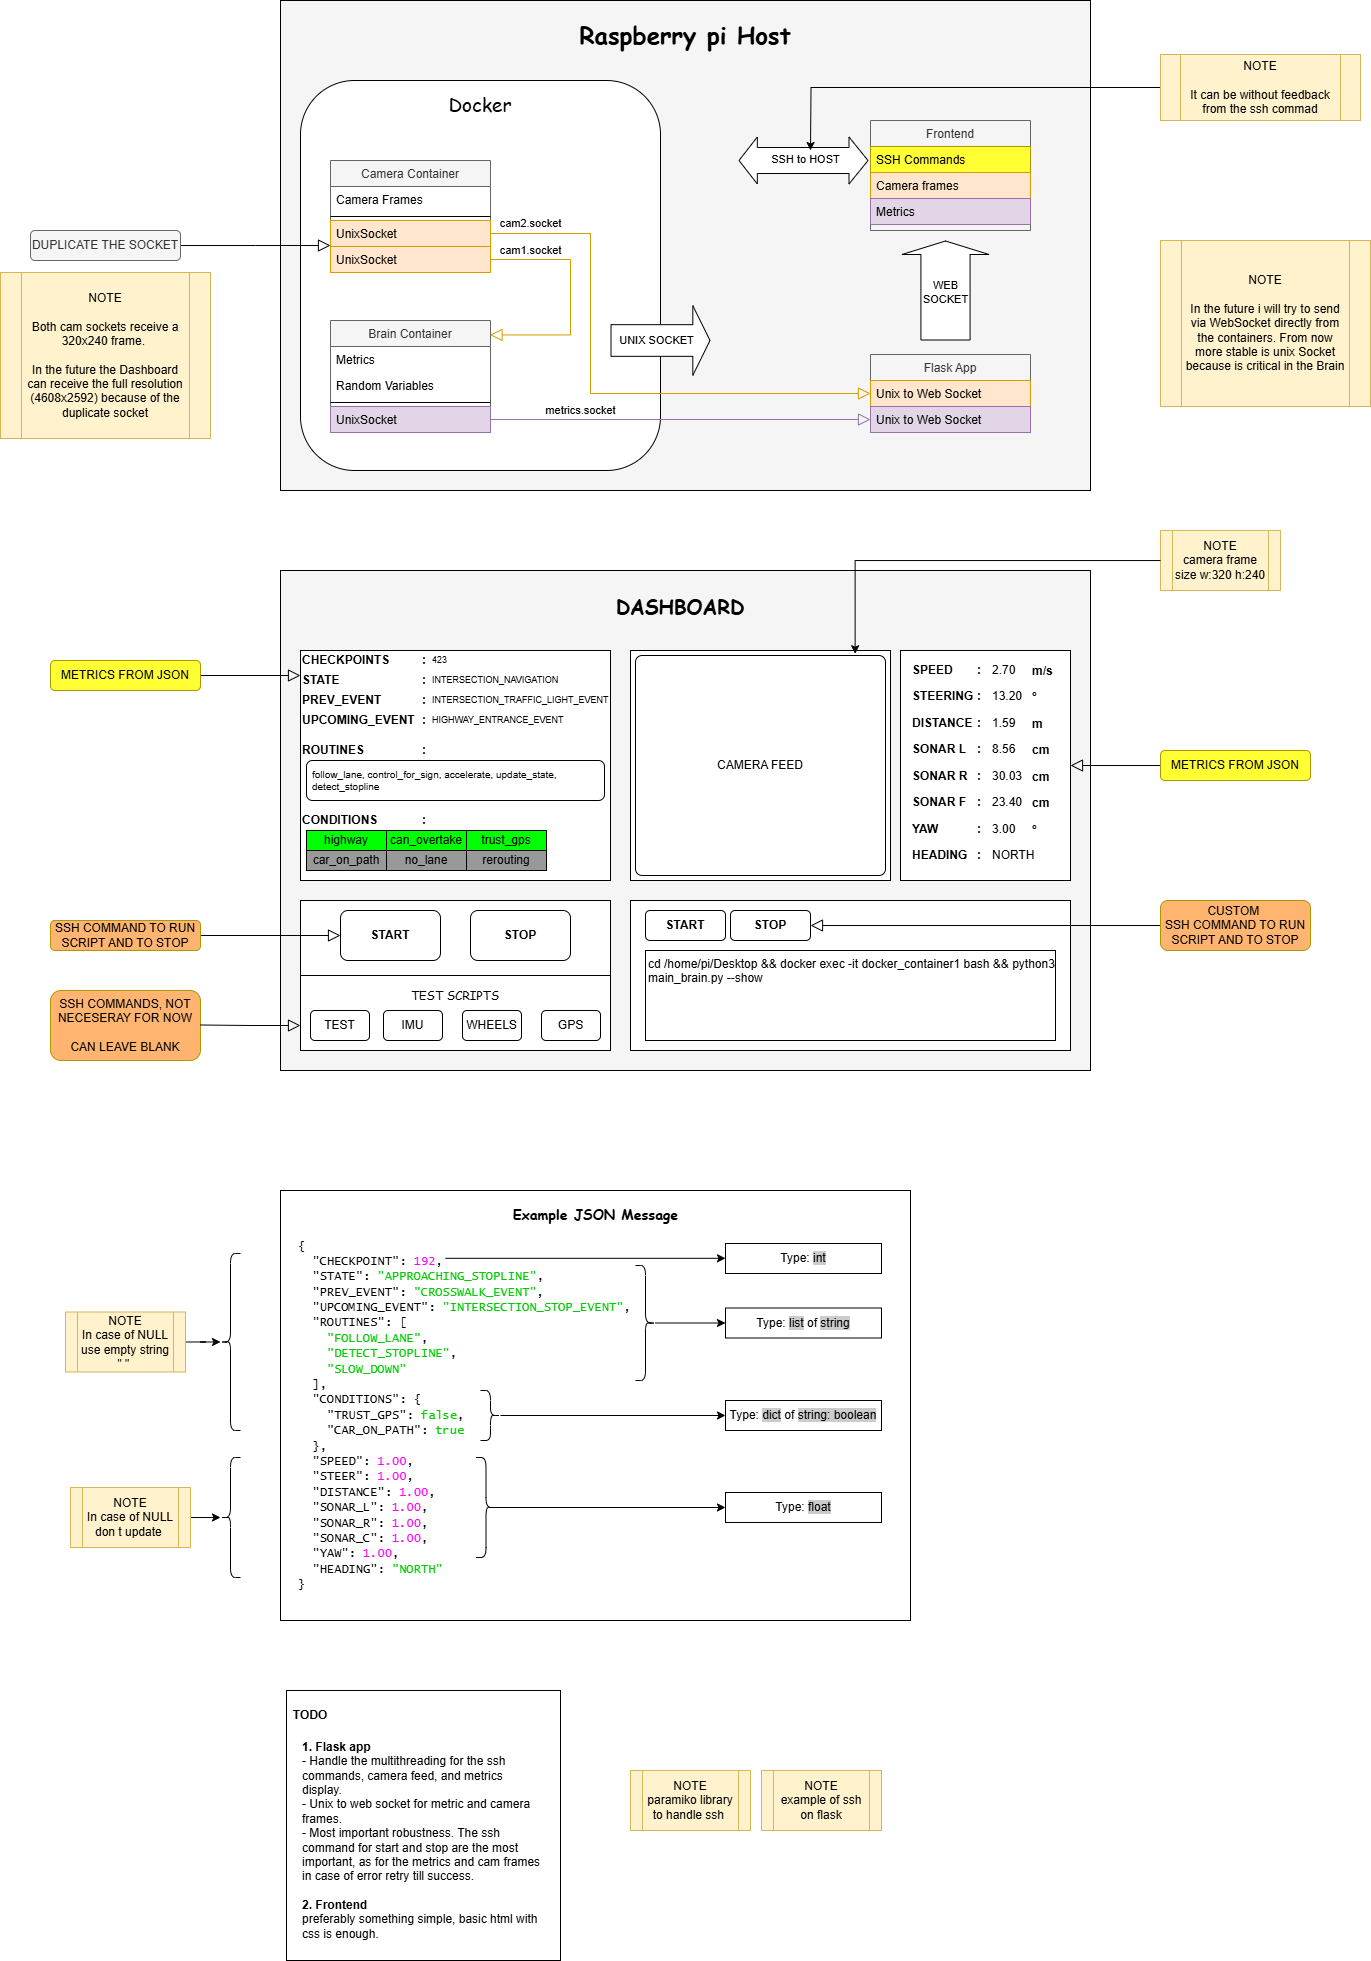 Raspberry pi Host
Docker
NOTE
It can be without feedback
from the ssh commad
SSH to HOST
Frontend
SSH Commands
Camera frames
Metrics
Camera Container
Camera Frames
UnixSocket
UnixSocket
cam2.socket
cam1.socket
DUPLICATE THE SOCKET
NOTE
Both cam sockets receive a
320x240 frame.
In the future the Dashboard
can receive the full resolution
(4608x2592) because of the
duplicate socket
WEB
SOCKET
NOTE
In the future i will try to send
via WebSocket directly from
the containers. From now
more stable is unix Socket
because is critical in the Brain
Brain Container
Metrics
Random Variables
UnixSocket
UNIX SOCKET
metrics.socket
Flask App
Unix to Web Socket
Unix to Web Socket
NOTE
camera frame
size w:320 h:240
DASHBOARD
METRICS FROM JSON
CHECKPOINTS : 423
STATE : INTERSECTION_NAVIGATION
PREV_EVENT : INTERSECTION_TRAFFIC_LIGHT_EVENT
UPCOMING_EVENT : HIGHWAY_ENTRANCE_EVENT
ROUTINES :
follow_lane, control_for_sign, accelerate, update_state,
detect_stopline
CONDITIONS :
highway can_overtake trust_gps
car_on_path no_lane rerouting
CAMERA FEED
SPEED : 2.70 m/s
STEERING : 13.20 °
DISTANCE : 1.59 m
SONAR L : 8.56 cm
SONAR R : 30.03 cm
SONAR F : 23.40 cm
YAW : 3.00 °
HEADING : NORTH
METRICS FROM JSON
SSH COMMAND TO RUN
SCRIPT AND TO STOP
START STOP
SSH COMMANDS, NOT
NECESERAY FOR NOW
CAN LEAVE BLANK
TEST SCRIPTS
TEST IMU WHEELS GPS
START STOP
cd /home/pi/Desktop && docker exec -it docker_container1 bash && python3
main_brain.py --show
CUSTOM
SSH COMMAND TO RUN
SCRIPT AND TO STOP
Example JSON Message
{
"CHECKPOINT": 192,
"STATE": "APPROACHING_STOPLINE",
"PREV_EVENT": "CROSSWALK_EVENT",
"UPCOMING_EVENT": "INTERSECTION_STOP_EVENT",
"ROUTINES": [
"FOLLOW_LANE",
"DETECT_STOPLINE",
"SLOW_DOWN"
],
"CONDITIONS": {
"TRUST_GPS": false,
"CAR_ON_PATH": true
},
"SPEED": 1.00,
"STEER": 1.00,
"DISTANCE": 1.00,
"SONAR_L": 1.00,
"SONAR_R": 1.00,
"SONAR_C": 1.00,
"YAW": 1.00,
"HEADING": "NORTH"
}
Type: int
Type: list of string
Type: dict of string: boolean
Type: float
NOTE
In case of NULL
use empty string
" "
NOTE
In case of NULL
don t update
TODO
1. Flask app
- Handle the multithreading for the ssh
commands, camera feed, and metrics
display.
- Unix to web socket for metric and camera
frames.
- Most important robustness. The ssh
command for start and stop are the most
important, as for the metrics and cam frames
in case of error retry till success.
2. Frontend
preferably something simple, basic html with
css is enough.
NOTE
paramiko library
to handle ssh
NOTE
example of ssh
on flask